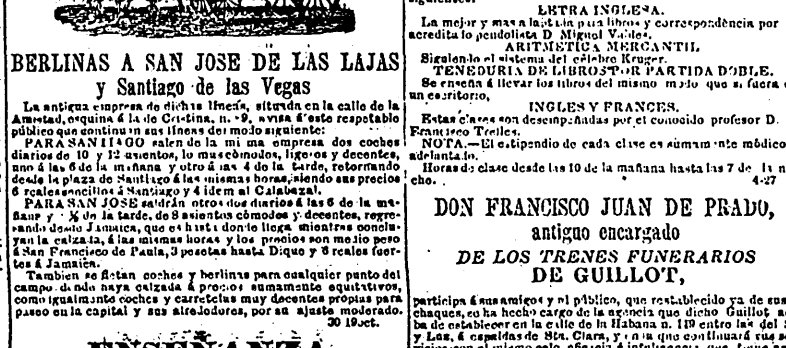 BERLINAS A SAN JOSE DE LAS LAJAS
y Santiago de las Vegas
La antigua empresa de dichas líneas, situada en la calle de la
Amistad, esquina á la de Cristina, n. 9, avisa á este respetable
público que continuan sus líneas del modo siguiente:
PARA SANTIAGO salen de la mi ma empresa dos coches
diarios de 10 y 12 asientos, lo mas cómodos, ligeros y decentes,
uno á las 6 de la mañana y otro á las 4 de la tarde, retornando
desde la plaza de Santiago á las mismas horas, siendo sus precios
6 reales sencillos á Santiago y 4 idem al Calabazal.
PARA SAN JOSE saldrán otros dos diarios á las 6 de la ma-
ñana y de la tarde, de 8 asientos cómodos y decentes, regre-
sando desde Jamaica, que es hasta donde llega mientras conclu-
yan la calzada, á las mismas horas y los precios son medio peso
á San Francisco de Paula, 3 pesetas hasta Dique y 6 reales fuer-
tes á Jamaica.
Tambien se fletan coches y berlinas para cualquier punto del
campo donde haya calzada á precios sumamente equitativos,
como igualmente coches y carretelas muy decentes propias para
paseo en la capital y sus alrededores, por su ajuste moderado.
30 19oct.
ENSEÑANZA
LETRA INGLESA.
La mejor y mas adaptada para libros y correspondencia por
acredita lo pendolista D Miguel Valdes.
ARITMETICA MERCANTIL
Siguiendo el sistema del célebre Kruger.
TENEDURIA DE LIBROS POR PARTIDA DOBLE.
Se enseña á llevar los libros del mismo modo que si fuera
un escritorio,
INGLES Y FRANCES.
Estas clases son desempeñadas por el conocido profesor D.
Francisco Trelles.
NOTA.—El estipendio de cada clase es sumamente módico
adelantado.
Horas de clase desde las 10 de la mañana hasta las 7 de la n
che. 4-27
DON FRANCISCO JUAN DE PRADO,
antiguo encargado
DE LOS TRENES FUNERARIOS
DE GUILLOT,
participa á sus amigos y al público, que restablecido ya de sus
chaques, se ha hecho cargo de la agencia que dicho Guillot a
ba de establecer en la calle de la Habana n. 119 entre las del S
y Luz, á espaldas de Sta. Clara, y en la que continuará